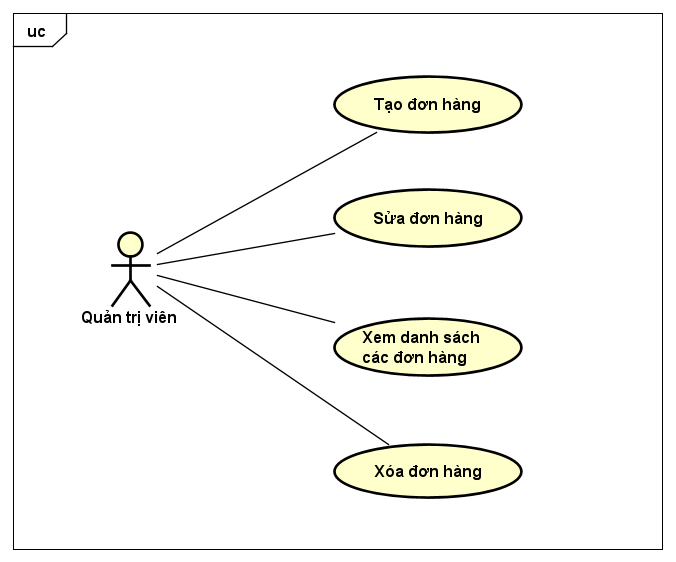 uc
Tạo đơn hàng
Sửa đơn hàng
Quản trị viên
Xem danh sách
các đơn hàng
Xóa đơn hàng